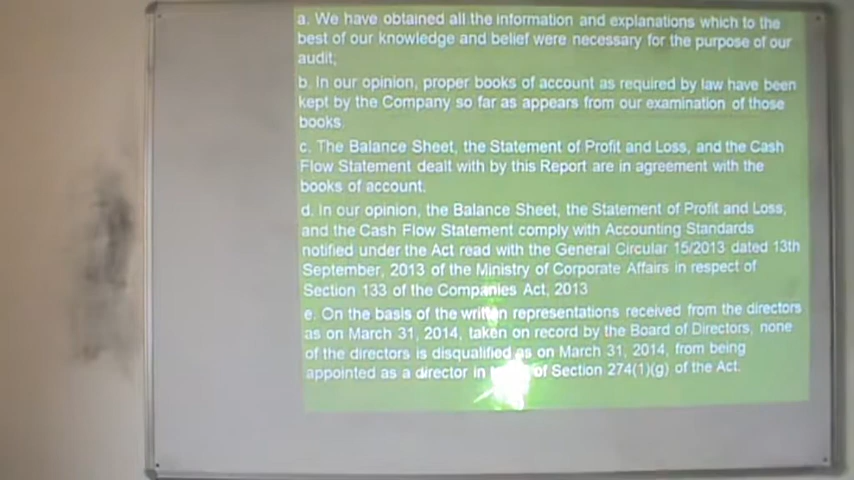 a. We have obtained all the information and explanations which to the
best of our knowledge and belief were necessary for the purpose of our
audit;
b. In our opinion, proper books of account as required by law have been
kept by the Company so far as appears from our examination of those
books.
c. The Balance Sheet, the Statement of Profit and Loss, and the Cash
Flow Statement dealt with by this Report are in agreement with the
books of account.
d. In our opinion, the Balance Sheet, the Statement of Profit and Loss,
and the Cash Flow Statement comply with Accounting Standards
notified under the Act read with the General Circular 15/2013 dated 13th
September, 2013 of the Ministry of Corporate Affairs in respect of
Section 133 of the Companies Act, 2013
e. On the basis of the written representations received from the directors
as on March 31, 2014, taken on record by the Board of Directors, none
of the directors is disqualified as on March 31, 2014, from being
appointed as a director in of Section 274(1)(g) of the Act.